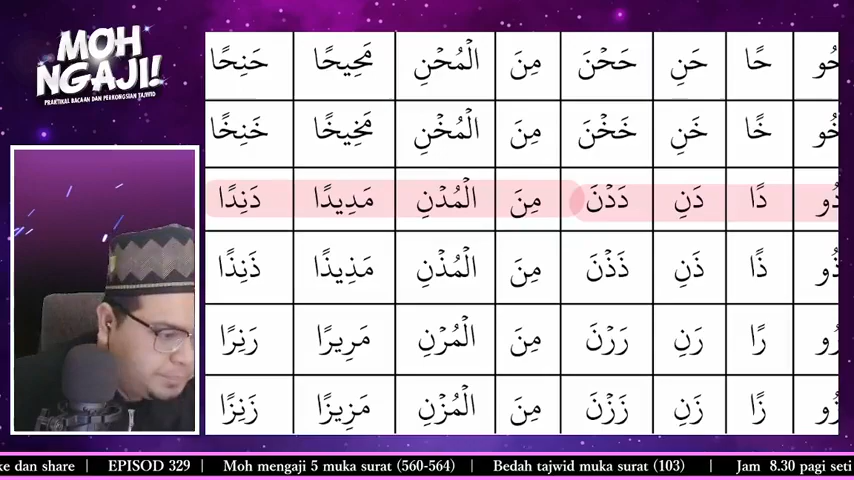 MOH
NGAJI!
PRAKTIKAL BACAAN DAN PERKONGSIAN TAJWID
حُو حًا حَنِ حَحْنَ مِنَ الْمُحْنِ مَحِيحًا حَنِحًا
خُو خًا خَنِ خَخْنَ مِنَ الْمُخْنِ مَخِيخًا خَنِخًا
دُو دًا دَنِ دَدْنَ مِنَ الْمُدْنِ مَدِيدًا دَنِدًا
ذُو ذًا ذَنِ ذَذْنَ مِنَ الْمُذْنِ مَذِيذًا ذَنِذًا
رُو رًا رَنِ رَرْنَ مِنَ الْمُرْنِ مَرِيرًا رَنِرًا
زُو زًا زَنِ زَزْنَ مِنَ الْمُزْنِ مَزِيزًا زَنِزًا
ke dan share | EPISOD 329 | Moh mengaji 5 muka surat (560-564) | Bedah tajwid muka surat (103) | Jam 8.30 pagi seti